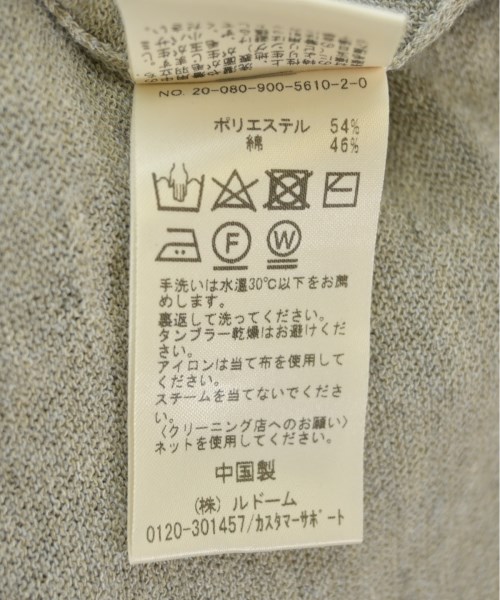 NO. 20-080-900-5610-2-0
ポリエステル 54%
綿 46%
F W
手洗いは水温30℃以下をお薦
めします。
裏返して洗ってください。
タンブラー乾燥はお避けくださ
い。
アイロンは当て布を使用して
ください。
スチームを当てないでくださ
い。
〈クリーニング店へのお願い〉
ネットを使用してください。
中国製
(株) ルドーム
0120-301457/カスタマーサポート